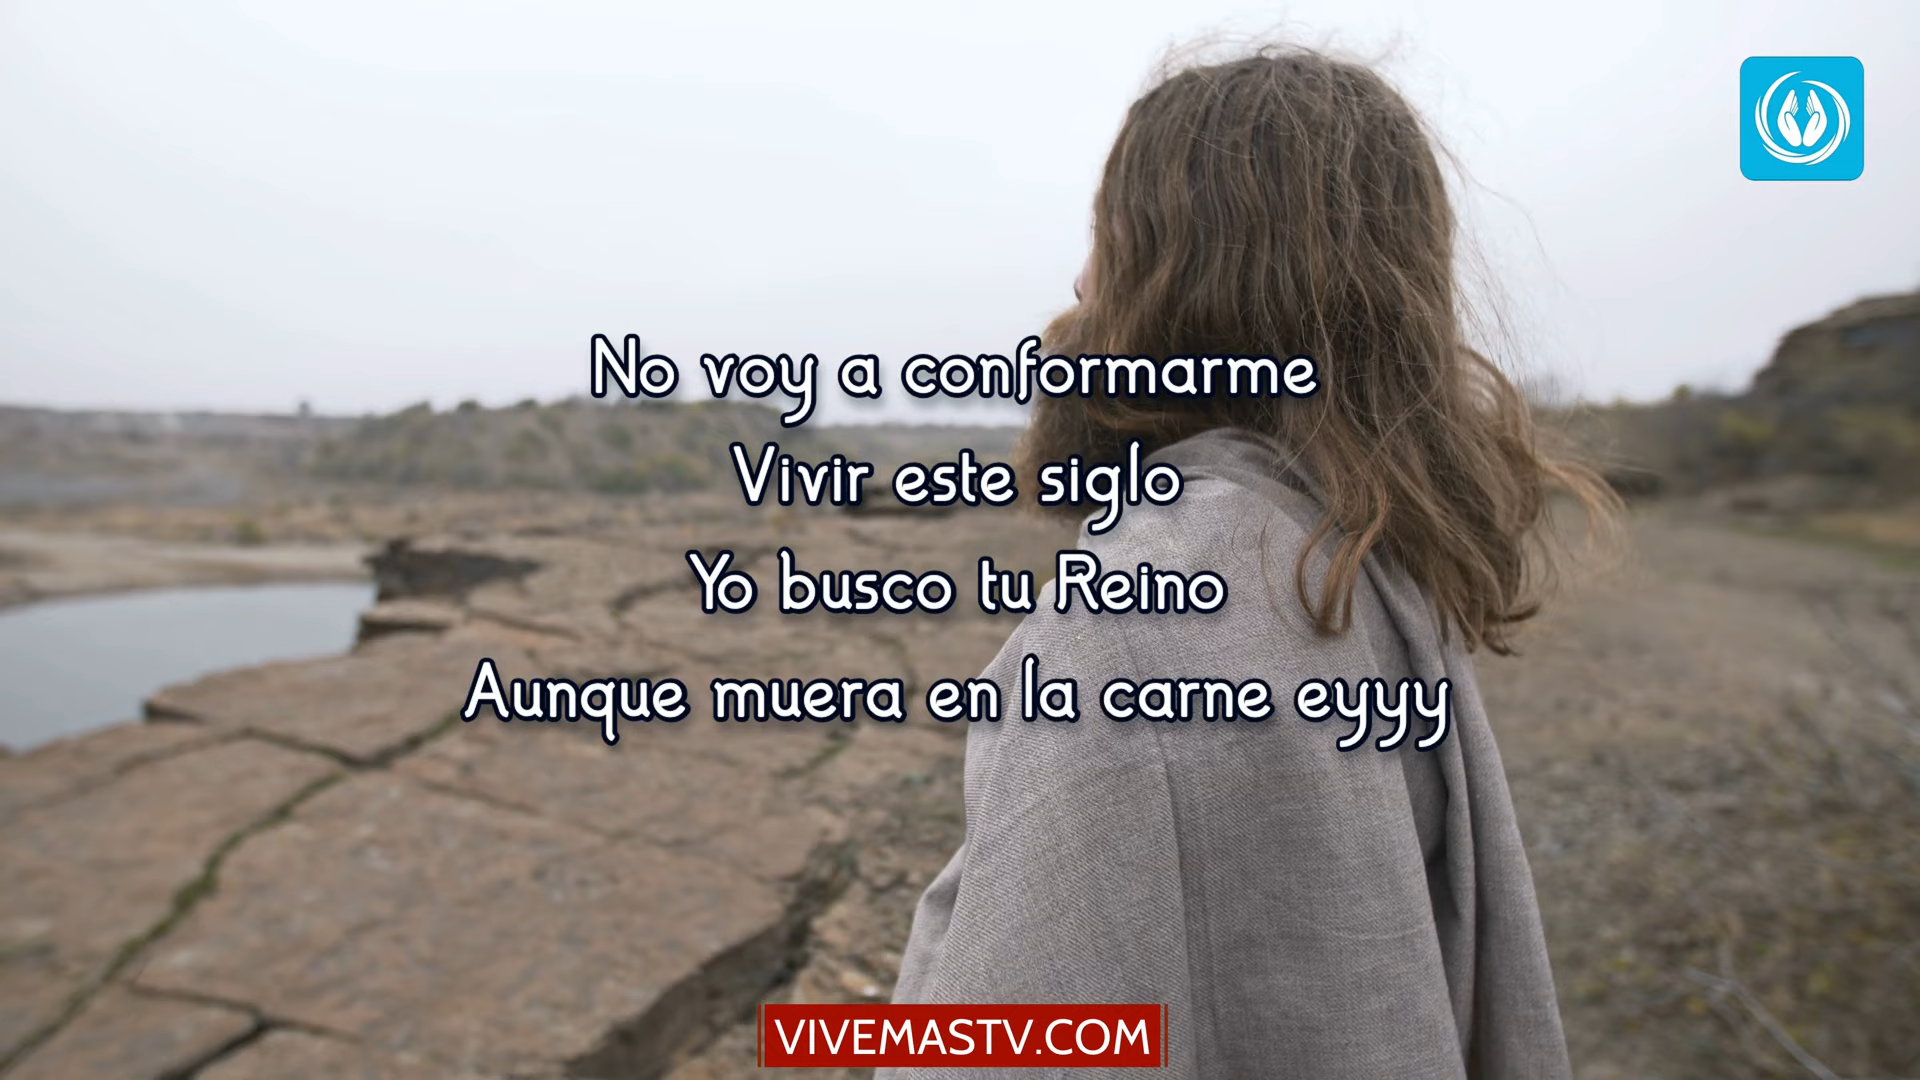 No voy a conformarme
Vivir este siglo
Yo busco tu Reino
Aunque muera en la carne eyyy
VIVEMASTV.COM